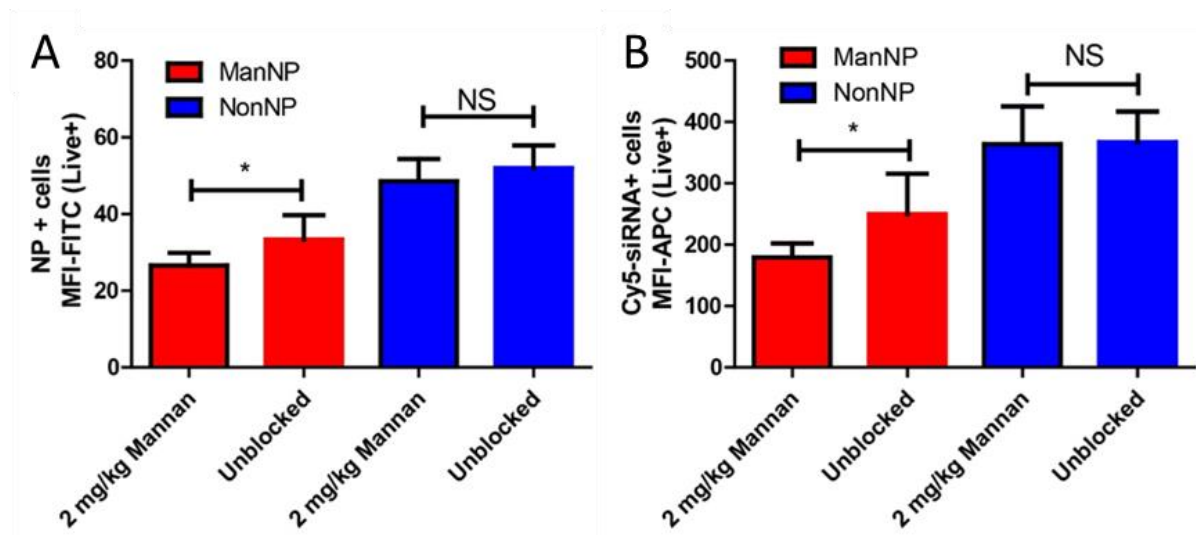 A
NP + cells
MFI-FITC (Live+)
80
60
40
20
0
ManNP
NonNP
*
NS
2 mg/kg Mannan
Unblocked
2 mg/kg Mannan
Unblocked
B
Cy5-siRNA+ cells
MFI-APC (Live+)
500
400
300
200
100
0
ManNP
NonNP
*
NS
2 mg/kg Mannan
Unblocked
2 mg/kg Mannan
Unblocked